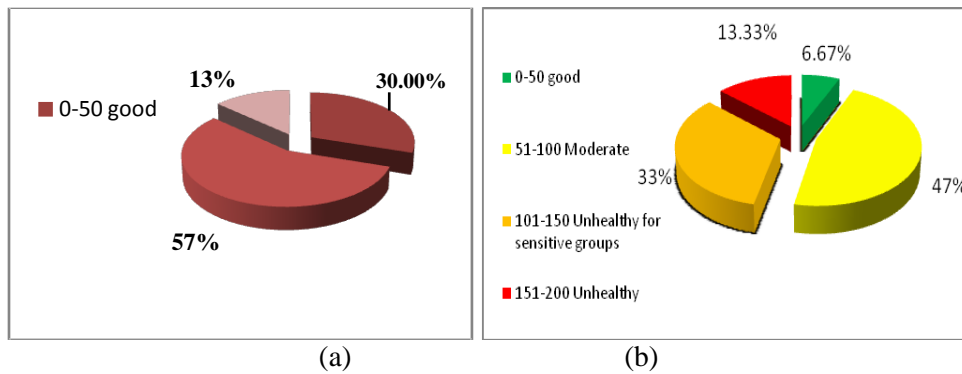 13%
30.00%
0-50 good
57%
(a)
13.33%
6.67%
0-50 good
51-100 Moderate
33%
47%
101-150 Unhealthy for
sensitive groups
151-200 Unhealthy
(b)